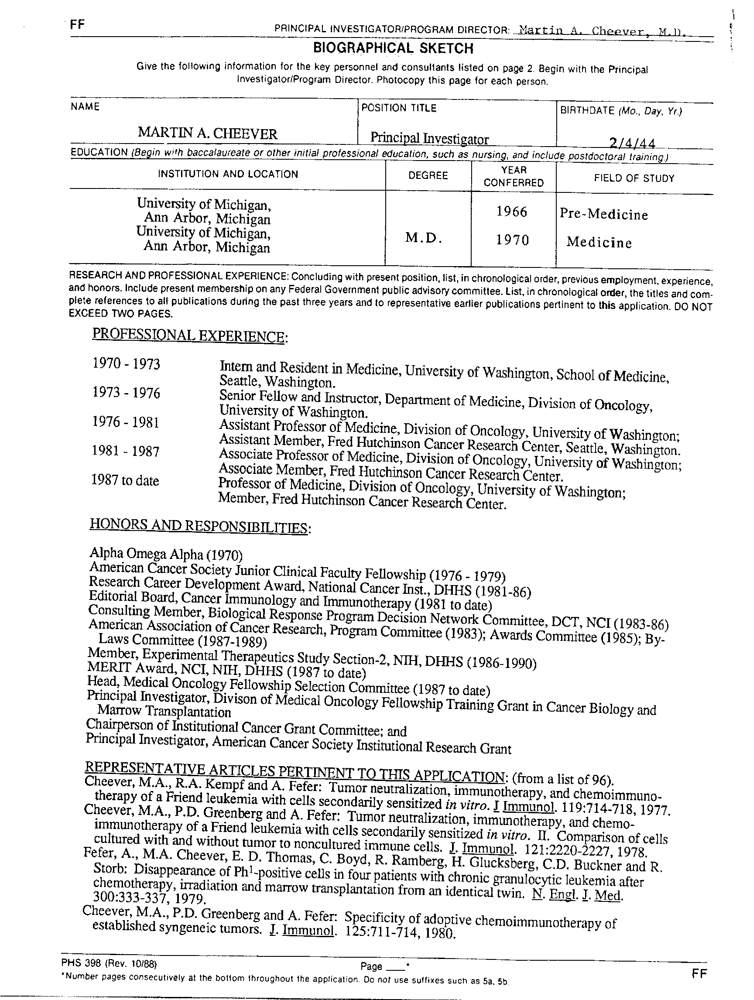 FF
PRINCIPAL INVESTIGATOR/PROGRAM DIRECTOR: Martin A. Cheever, M.D.
BIOGRAPHICAL SKETCH
Give the following information for the key personnel and consultants listed on page 2. Begin with the Principal
Investigator/Program Director. Photocopy this page for each person.
NAME
POSITION TITLE
BIRTHDATE (Mo., Day, Yr.)
MARTIN A. CHEEVER
Principal Investigator
2/4/44
EDUCATION (Begin with baccalaureate or other initial professional education, such as nursing, and include postdoctoral training.)
INSTITUTION AND LOCATION
DEGREE
YEAR
CONFERRED
FIELD OF STUDY
University of Michigan,
Ann Arbor, Michigan
1966
Pre-Medicine
University of Michigan,
Ann Arbor, Michigan
M.D.
1970
Medicine
RESEARCH AND PROFESSIONAL EXPERIENCE: Concluding with present position, list, in chronological order, previous employment, experience,
and honors. Include present membership on any Federal Government public advisory committee. List, in chronological order, the titles and com-
plete references to all publications during the past three years and to representative earlier publications pertinent to this application. DO NOT
EXCEED TWO PAGES.
PROFESSIONAL EXPERIENCE:
1970 - 1973 Intern and Resident in Medicine, University of Washington, School of Medicine,
Seattle, Washington.
1973 - 1976 Senior Fellow and Instructor, Department of Medicine, Division of Oncology,
University of Washington.
1976 - 1981 Assistant Professor of Medicine, Division of Oncology, University of Washington;
Assistant Member, Fred Hutchinson Cancer Research Center, Seattle, Washington.
1981 - 1987 Associate Professor of Medicine, Division of Oncology, University of Washington;
Associate Member, Fred Hutchinson Cancer Research Center.
1987 to date Professor of Medicine, Division of Oncology, University of Washington;
Member, Fred Hutchinson Cancer Research Center.
HONORS AND RESPONSIBILITIES:
Alpha Omega Alpha (1970)
American Cancer Society Junior Clinical Faculty Fellowship (1976 - 1979)
Research Career Development Award, National Cancer Inst., DHHS (1981-86)
Editorial Board, Cancer Immunology and Immunotherapy (1981 to date)
Consulting Member, Biological Response Program Decision Network Committee, DCT, NCI (1983-86)
American Association of Cancer Research, Program Committee (1983); Awards Committee (1985); By-
Laws Committee (1987-1989)
Member, Experimental Therapeutics Study Section-2, NIH, DHHS (1986-1990)
MERIT Award, NCI, NIH, DHHS (1987 to date)
Head, Medical Oncology Fellowship Selection Committee (1987 to date)
Principal Investigator, Divison of Medical Oncology Fellowship Training Grant in Cancer Biology and
Marrow Transplantation
Chairperson of Institutional Cancer Grant Committee; and
Principal Investigator, American Cancer Society Institutional Research Grant
REPRESENTATIVE ARTICLES PERTINENT TO THIS APPLICATION: (from a list of 96).
Cheever, M.A., R.A. Kempf and A. Fefer: Tumor neutralization, immunotherapy, and chemoimmuno-
therapy of a Friend leukemia with cells secondarily sensitized in vitro. J Immunol. 119:714-718, 1977.
Cheever, M.A., P.D. Greenberg and A. Fefer: Tumor neutralization, immunotherapy, and chemo-
immunotherapy of a Friend leukemia with cells secondarily sensitized in vitro. II. Comparison of cells
cultured with and without tumor to noncultured immune cells. J. Immunol. 121:2220-2227, 1978.
Fefer, A., M.A. Cheever, E. D. Thomas, C. Boyd, R. Ramberg, H. Glucksberg, C.D. Buckner and R.
Storb: Disappearance of Ph¹-positive cells in four patients with chronic granulocytic leukemia after
chemotherapy, irradiation and marrow transplantation from an identical twin. N. Engl. J. Med.
300:333-337, 1979.
Cheever, M.A., P.D. Greenberg and A. Fefer: Specificity of adoptive chemoimmunotherapy of
established syngeneic tumors. J. Immunol. 125:711-714, 1980.
PHS 398 (Rev. 10/88)
Page ___*
*Number pages consecutively at the bottom throughout the application. Do not use suffixes such as 5a, 5b.
FF